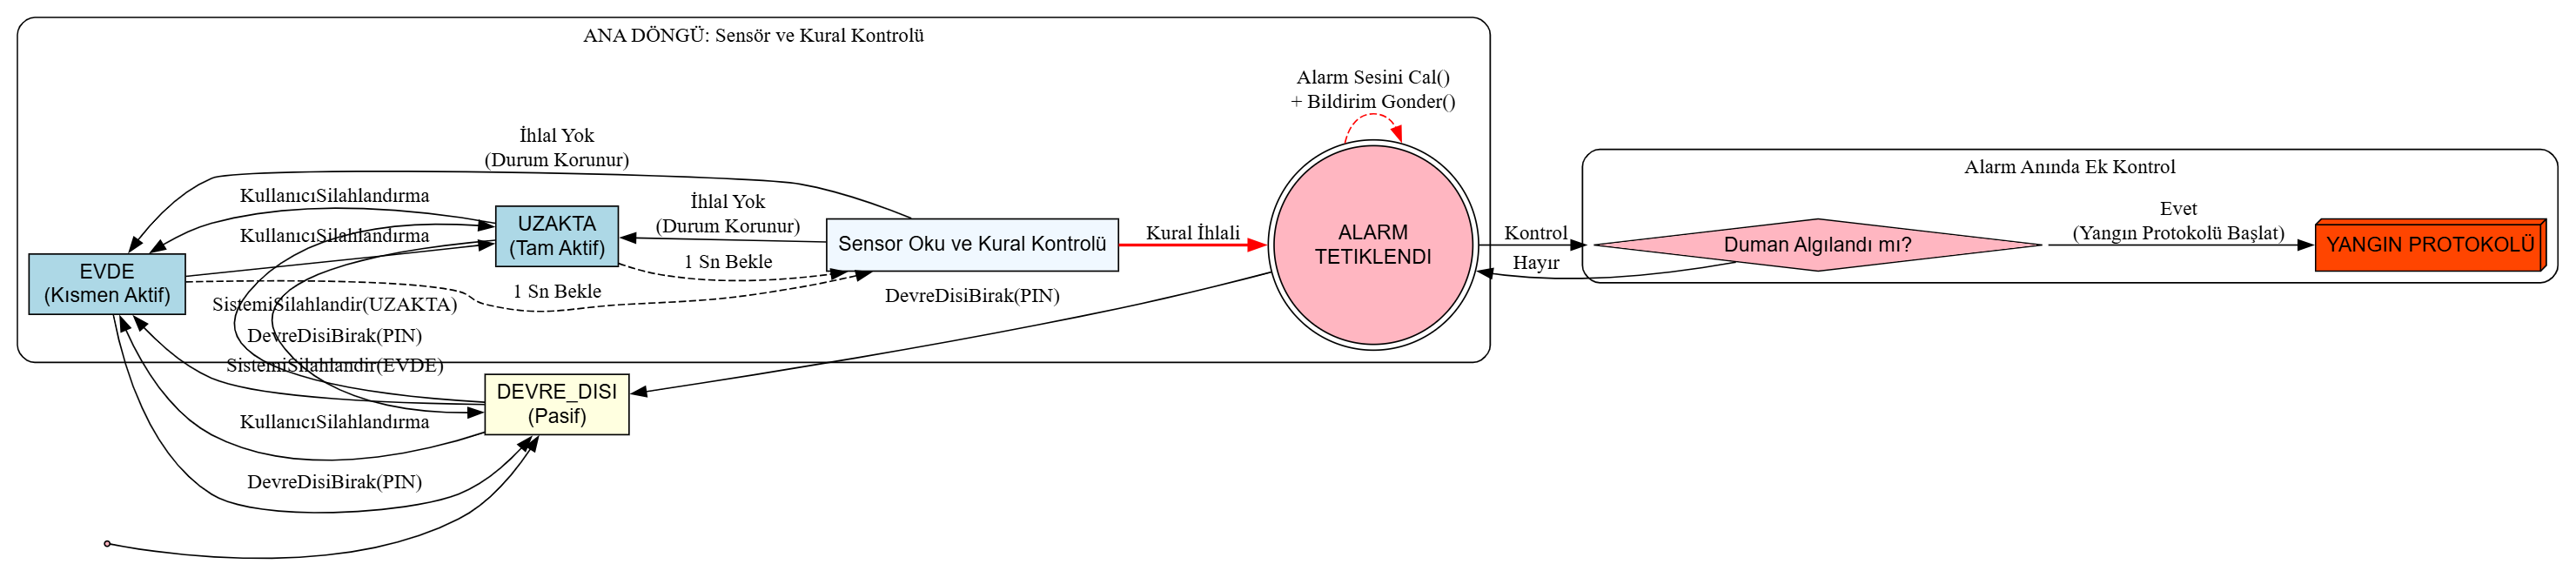 ANA DÖNGÜ: Sensör ve Kural Kontrolü
Alarm Sesini Cal()
+ Bildirim Gonder()
İhlal Yok
(Durum Korunur)
Alarm Anında Ek Kontrol
KullanıcıSilahlandırma
İhlal Yok
(Durum Korunur)
UZAKTA
(Tam Aktif)
KullanıcıSilahlandırma
Sensor Oku ve Kural Kontrolü
Kural İhlali
ALARM
TETIKLENDI
Kontrol
Hayır
Duman Algılandı mı?
Evet
(Yangın Protokolü Başlat)
YANGIN PROTOKOLÜ
1 Sn Bekle
EVDE
(Kısmen Aktif)
1 Sn Bekle
DevreDisiBirak(PIN)
SistemiSilahlandir(UZAKTA)
DevreDisiBirak(PIN)
SistemiSilahlandir(EVDE)
DEVRE_DISI
(Pasif)
KullanıcıSilahlandırma
DevreDisiBirak(PIN)